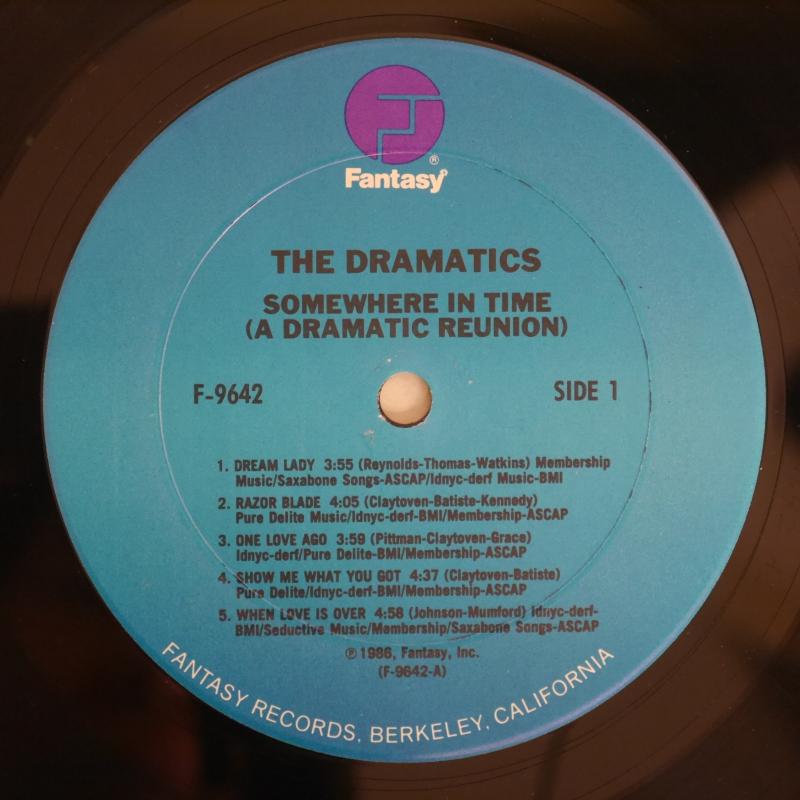 ®
Fantasy®
THE DRAMATICS
SOMEWHERE IN TIME
(A DRAMATIC REUNION)
F-9642
SIDE 1
1. DREAM LADY 3:55 (Reynolds-Thomas-Watkins) Membership
Music/Saxabone Songs-ASCAP/Idnyc-derf Music-BMI
2. RAZOR BLADE 4:05 (Claytoven-Batiste-Kennedy)
Pure Delite Music/Idnyc-derf-BMI/Membership-ASCAP
3. ONE LOVE AGO 3:59 (Pittman-Claytoven-Grace)
Idnyc-derf/Pure Delite-BMI/Membership-ASCAP
4. SHOW ME WHAT YOU GOT 4:37 (Claytoven-Batiste)
Pure Delite/Idnyc-derf-BMI/Membership-ASCAP
5. WHEN LOVE IS OVER 4:58 (Johnson-Mumford) Idnyc-derf-
BMI/Seductive Music/Membership/Saxabone Songs-ASCAP
℗ 1986, Fantasy, Inc.
(F-9642-A)
FANTASY RECORDS, BERKELEY, CALIFORNIA